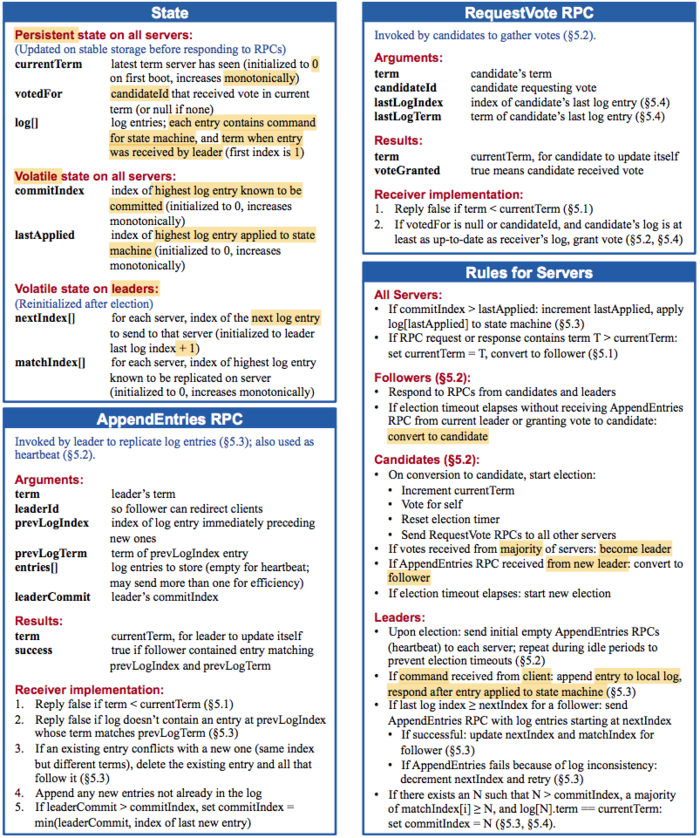 State
Persistent state on all servers:
(Updated on stable storage before responding to RPCs)
currentTerm latest term server has seen (initialized to 0
on first boot, increases monotonically)
votedFor candidateId that received vote in current
term (or null if none)
log[] log entries; each entry contains command
for state machine, and term when entry
was received by leader (first index is 1)
Volatile state on all servers:
commitIndex index of highest log entry known to be
committed (initialized to 0, increases
monotonically)
lastApplied index of highest log entry applied to state
machine (initialized to 0, increases
monotonically)
Volatile state on leaders:
(Reinitialized after election)
nextIndex[] for each server, index of the next log entry
to send to that server (initialized to leader
last log index + 1)
matchIndex[] for each server, index of highest log entry
known to be replicated on server
(initialized to 0, increases monotonically)
AppendEntries RPC
Invoked by leader to replicate log entries (§5.3); also used as
heartbeat (§5.2).
Arguments:
term leader's term
leaderId so follower can redirect clients
prevLogIndex index of log entry immediately preceding
new ones
prevLogTerm term of prevLogIndex entry
entries[] log entries to store (empty for heartbeat;
may send more than one for efficiency)
leaderCommit leader's commitIndex
Results:
term currentTerm, for leader to update itself
success true if follower contained entry matching
prevLogIndex and prevLogTerm
Receiver implementation:
1. Reply false if term < currentTerm (§5.1)
2. Reply false if log doesn't contain an entry at prevLogIndex
whose term matches prevLogTerm (§5.3)
3. If an existing entry conflicts with a new one (same index
but different terms), delete the existing entry and all that
follow it (§5.3)
4. Append any new entries not already in the log
5. If leaderCommit > commitIndex, set commitIndex =
min(leaderCommit, index of last new entry)
RequestVote RPC
Invoked by candidates to gather votes (§5.2).
Arguments:
term candidate's term
candidateId candidate requesting vote
lastLogIndex index of candidate's last log entry (§5.4)
lastLogTerm term of candidate's last log entry (§5.4)
Results:
term currentTerm, for candidate to update itself
voteGranted true means candidate received vote
Receiver implementation:
1. Reply false if term < currentTerm (§5.1)
2. If votedFor is null or candidateId, and candidate's log is at
least as up-to-date as receiver's log, grant vote (§5.2, §5.4)
Rules for Servers
All Servers:
• If commitIndex > lastApplied: increment lastApplied, apply
log[lastApplied] to state machine (§5.3)
• If RPC request or response contains term T > currentTerm:
set currentTerm = T, convert to follower (§5.1)
Followers (§5.2):
• Respond to RPCs from candidates and leaders
• If election timeout elapses without receiving AppendEntries
RPC from current leader or granting vote to candidate:
convert to candidate
Candidates (§5.2):
• On conversion to candidate, start election:
• Increment currentTerm
• Vote for self
• Reset election timer
• Send RequestVote RPCs to all other servers
• If votes received from majority of servers: become leader
• If AppendEntries RPC received from new leader: convert to
follower
• If election timeout elapses: start new election
Leaders:
• Upon election: send initial empty AppendEntries RPCs
(heartbeat) to each server; repeat during idle periods to
prevent election timeouts (§5.2)
• If command received from client: append entry to local log,
respond after entry applied to state machine (§5.3)
• If last log index ≥ nextIndex for a follower: send
AppendEntries RPC with log entries starting at nextIndex
• If successful: update nextIndex and matchIndex for
follower (§5.3)
• If AppendEntries fails because of log inconsistency:
decrement nextIndex and retry (§5.3)
• If there exists an N such that N > commitIndex, a majority
of matchIndex[i] ≥ N, and log[N].term == currentTerm:
set commitIndex = N (§5.3, §5.4).